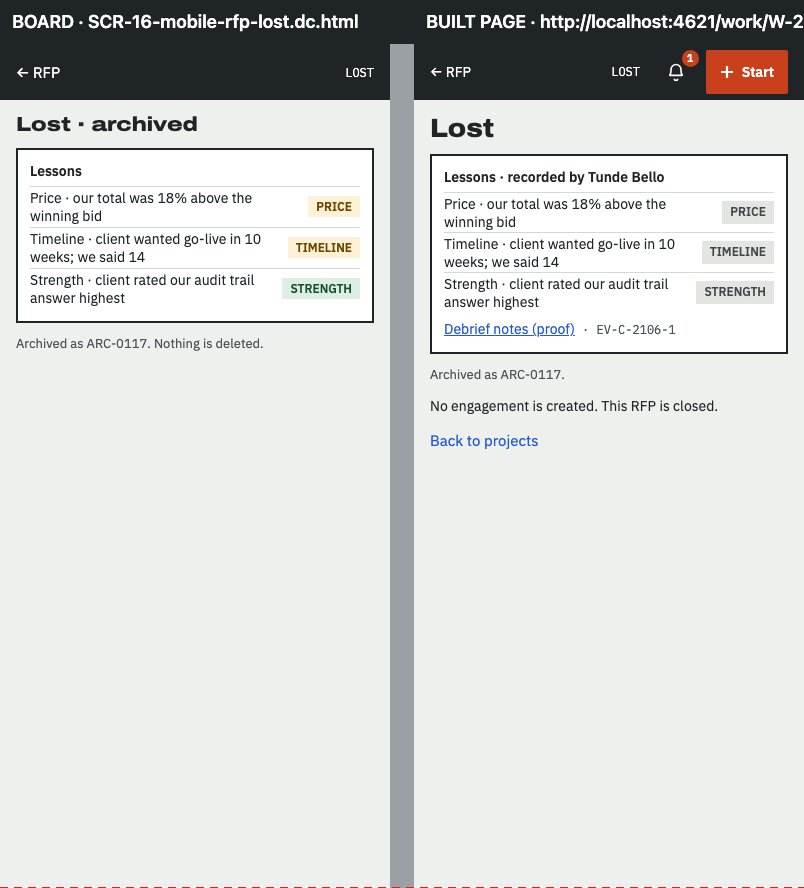 BOARD · SCR-16-mobile-rfp-lost.dc.html
← RFP
LOST
Lost · archived
Lessons
Price · our total was 18% above the
winning bid
PRICE
Timeline · client wanted go-live in 10
weeks; we said 14
TIMELINE
Strength · client rated our audit trail
answer highest
STRENGTH
Archived as ARC-0117. Nothing is deleted.
BUILT PAGE · http://localhost:4621/work/W-2
← RFP
LOST
1
+ Start
Lost
Lessons · recorded by Tunde Bello
Price · our total was 18% above the
winning bid
PRICE
Timeline · client wanted go-live in 10
weeks; we said 14
TIMELINE
Strength · client rated our audit trail
answer highest
STRENGTH
Debrief notes (proof) · EV-C-2106-1
Archived as ARC-0117.
No engagement is created. This RFP is closed.
Back to projects